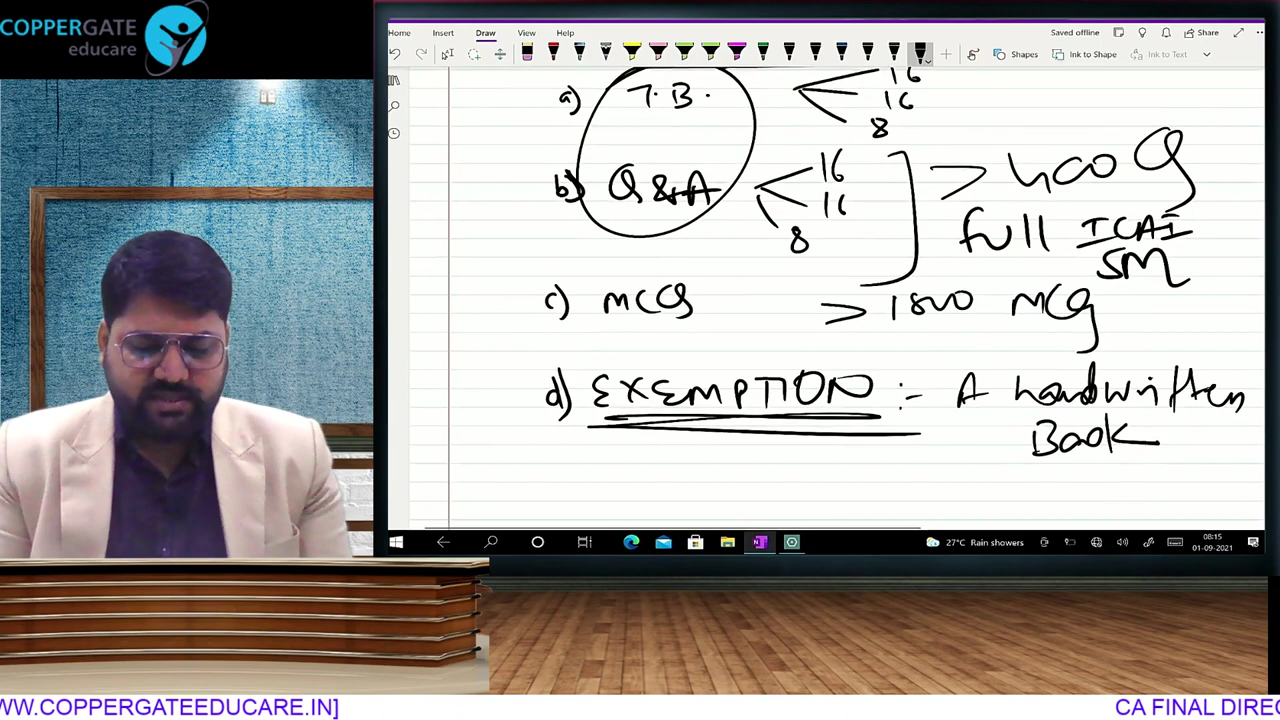 COPPERGATE
educare
Home Insert Draw View Help
Saved offline
Share
Shapes
Ink to Shape
Ink to Text
16
a) T.B. 16
8
16
b) Q&A 16
8
> 400 Q
full ICAI
SM
c) MCQ > 1800 MCQ
d) EXEMPTION :- A handwritten
Book
27°C Rain showers
08:15
01-09-2021
WW.COPPERGATEEDUCARE.IN]
CA FINAL DIREC